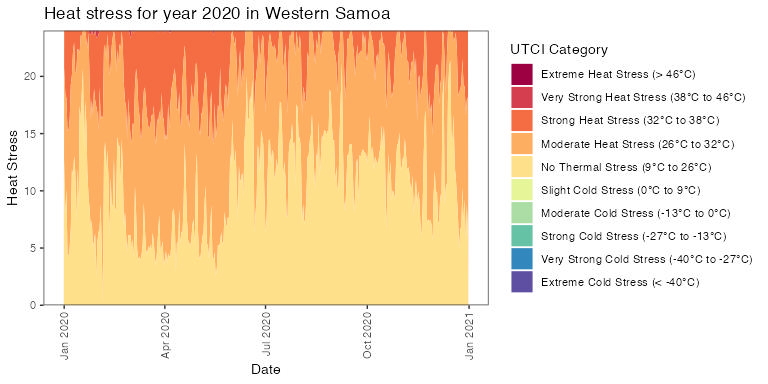 Heat stress for year 2020 in Western Samoa
Heat Stress
20
15
10
5
0
Jan 2020
Apr 2020
Jul 2020
Oct 2020
Jan 2021
Date
UTCI Category
Extreme Heat Stress (> 46°C)
Very Strong Heat Stress (38°C to 46°C)
Strong Heat Stress (32°C to 38°C)
Moderate Heat Stress (26°C to 32°C)
No Thermal Stress (9°C to 26°C)
Slight Cold Stress (0°C to 9°C)
Moderate Cold Stress (-13°C to 0°C)
Strong Cold Stress (-27°C to -13°C)
Very Strong Cold Stress (-40°C to -27°C)
Extreme Cold Stress (< -40°C)